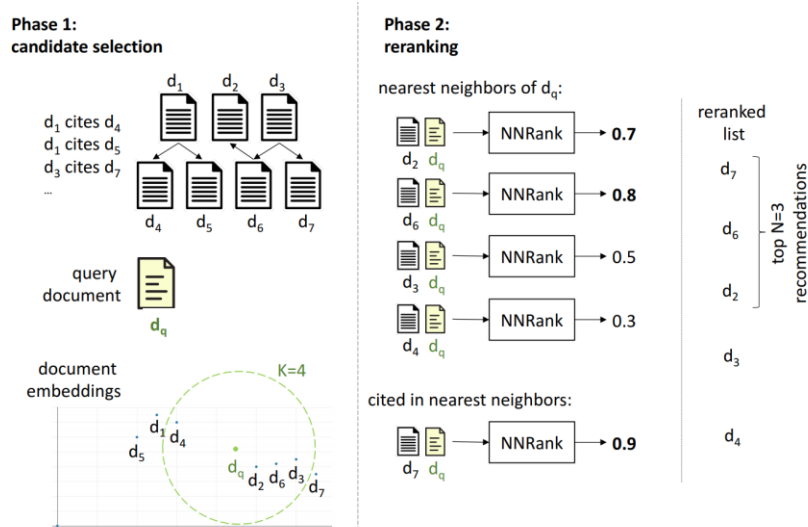 Phase 1:
candidate selection
d1 d2 d3
d1 cites d4
d1 cites d5
d3 cites d7
...
d4 d5 d6 d7
query
document
dq
document
embeddings
K=4
d1
d4
d5
dq
d2 d6 d3
d7
Phase 2:
reranking
nearest neighbors of dq:
NNRank 0.7
d2 dq
NNRank 0.8
d6 dq
NNRank 0.5
d3 dq
NNRank 0.3
d4 dq
cited in nearest neighbors:
NNRank 0.9
d7 dq
reranked
list
d7
d6
d2
d3
d4
top N=3
recommendations